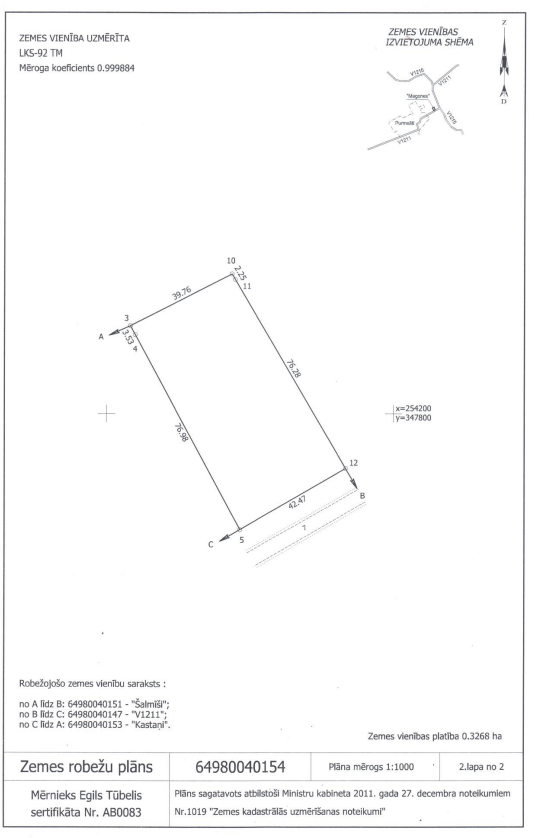 ZEMES VIENĪBA UZMĒRĪTA
LKS-92 TM
Mēroga koeficients 0.999884
ZEMES VIENĪBAS
IZVIETOJUMA SHĒMA
Z
D
V1210
V1211
"Magones"
Purmsāti
V1210
V1211
10
2.25
11
39.76
3
A
3.53
4
76.28
76.98
x=254200
y=347800
12
B
42.47
5
C
7
Robežojošo zemes vienību saraksts :
no A līdz B: 64980040151 - "Šalmīši";
no B līdz C: 64980040147 - "V1211";
no C līdz A: 64980040153 - "Kastaņi".
Zemes vienības platība 0.3268 ha
Zemes robežu plāns
64980040154
Plāna mērogs 1:1000
2.lapa no 2
Mērnieks Egils Tūbelis
sertifikāta Nr. AB0083
Plāns sagatavots atbilstoši Ministru kabineta 2011. gada 27. decembra noteikumiem
Nr.1019 "Zemes kadastrālās uzmērīšanas noteikumi"